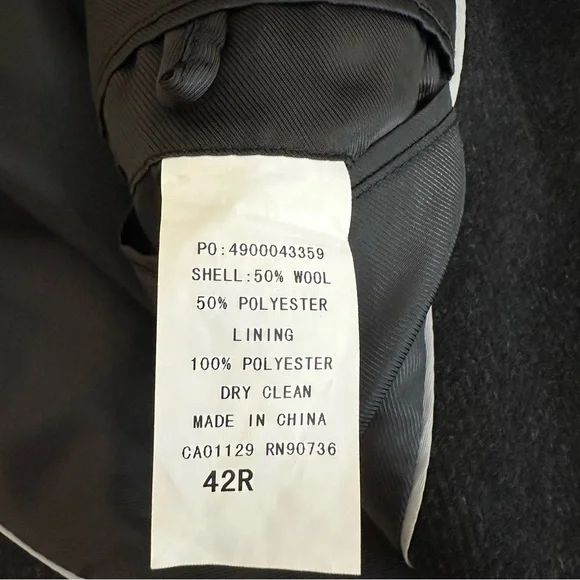 PO:4900043359
SHELL:50% WOOL
50% POLYESTER
LINING
100% POLYESTER
DRY CLEAN
MADE IN CHINA
CA01129 RN90736
42R